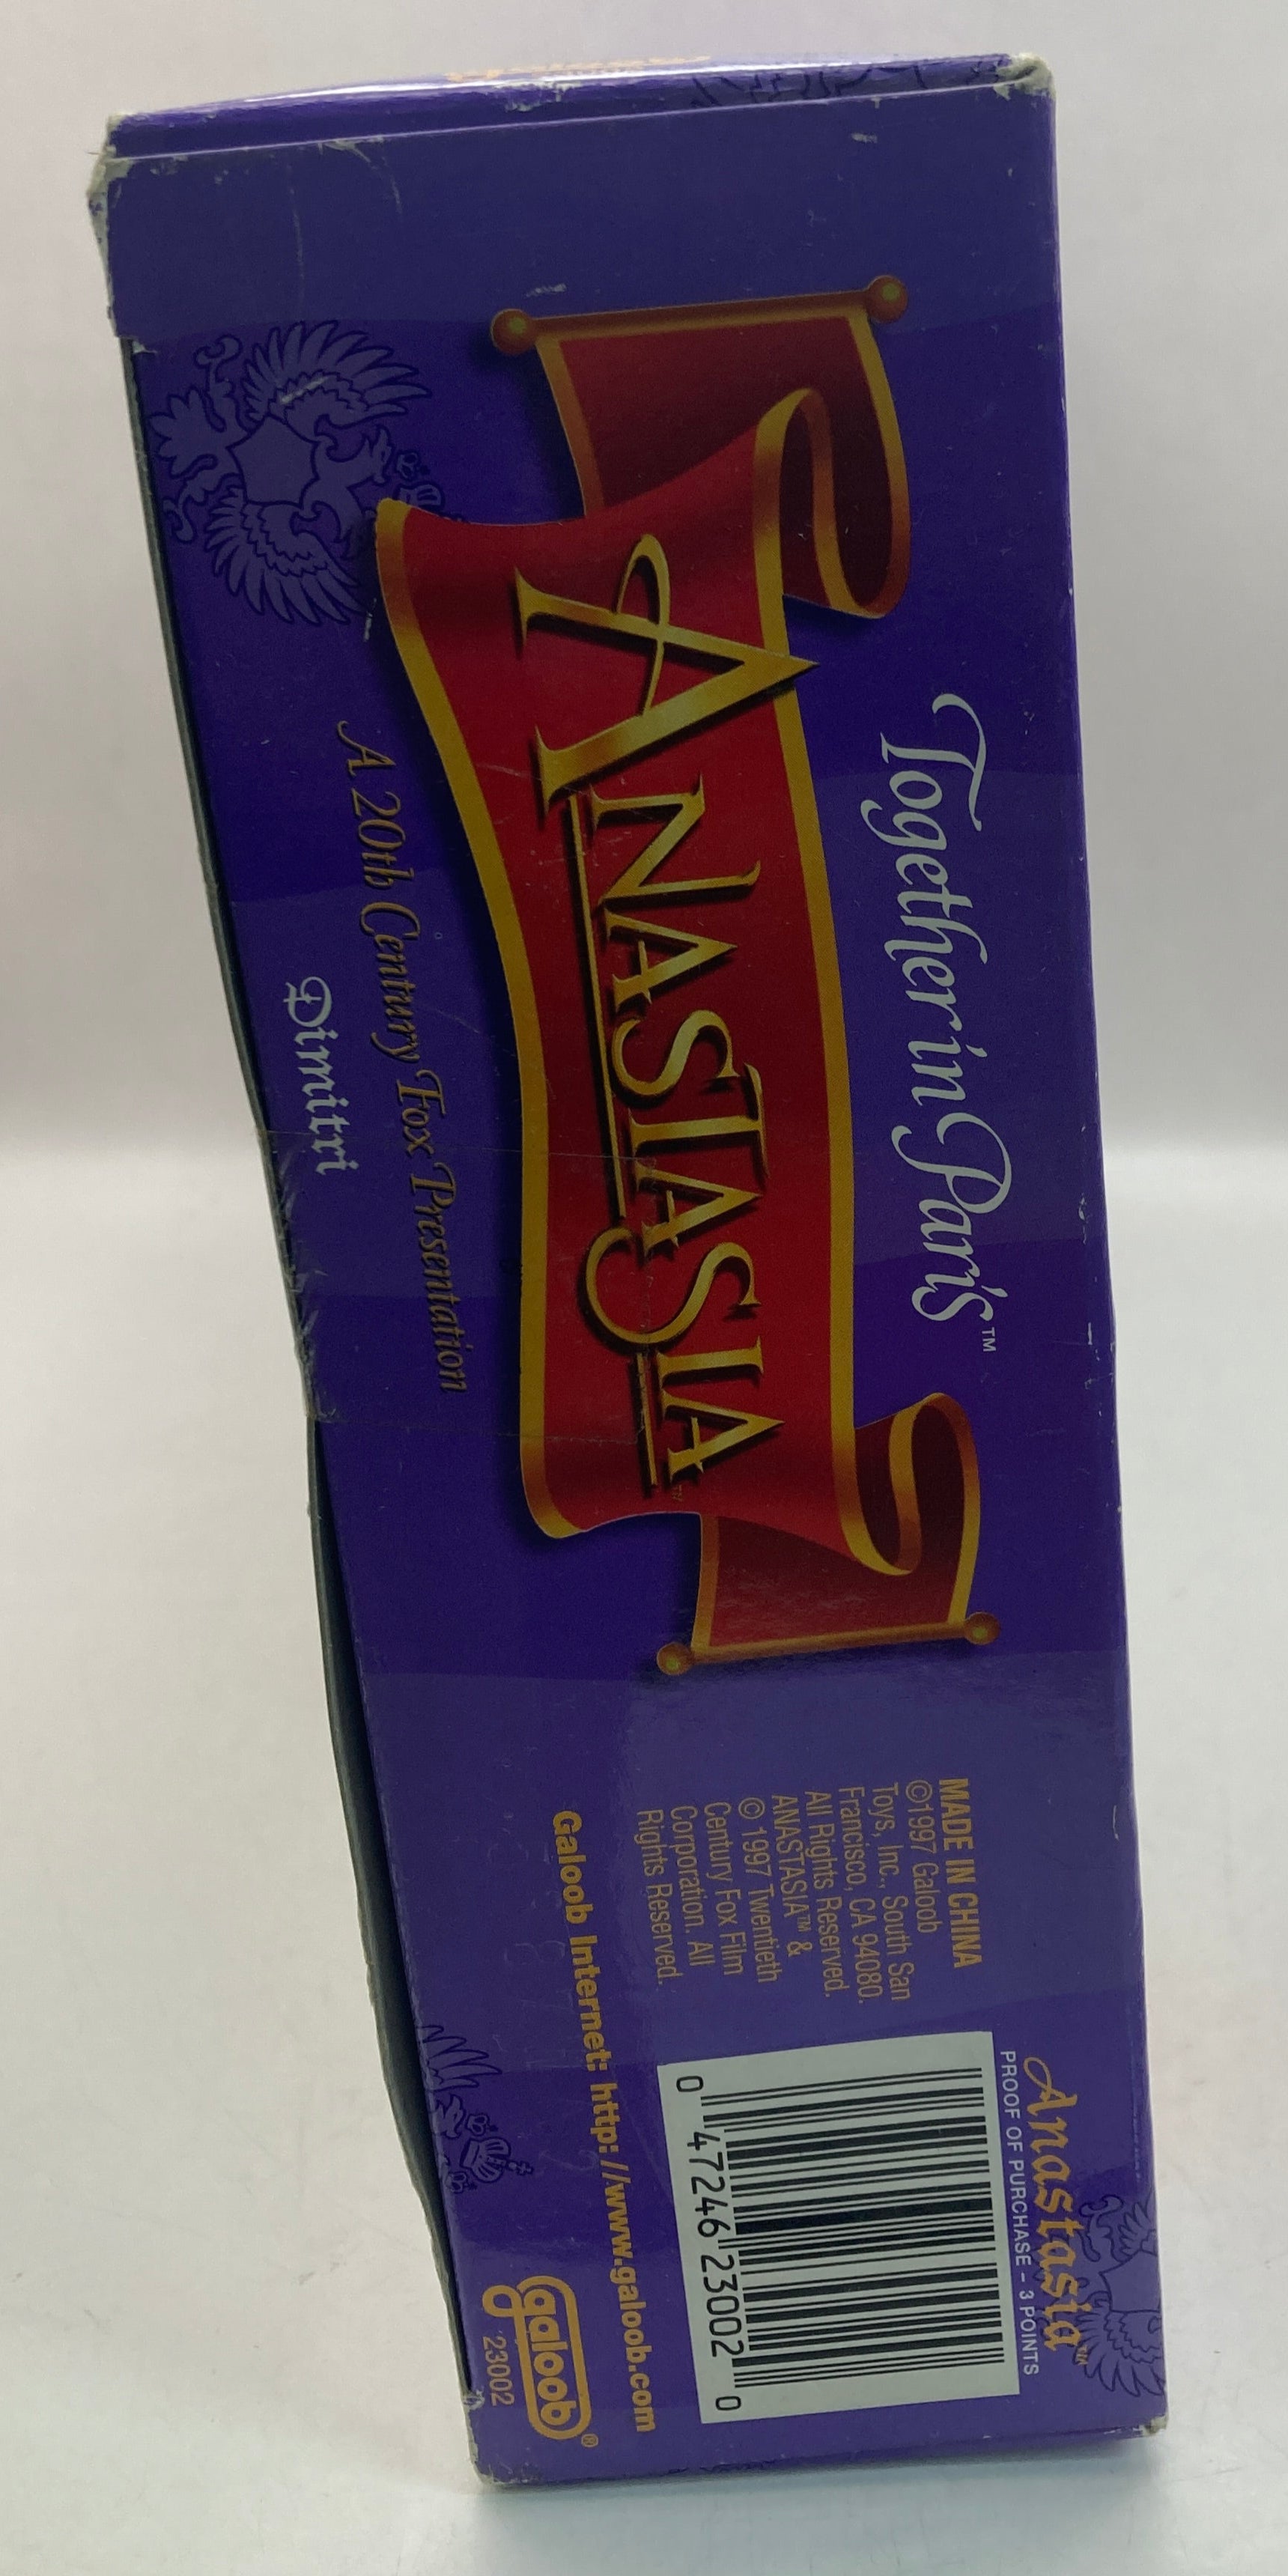 Together in Paris™
ANASTASIA™
A 20th Century Fox Presentation
Dimitri
MADE IN CHINA
©1997 Galoob
Toys, Inc., South San
Francisco, CA 94080.
All Rights Reserved.
ANASTASIA™ &
© 1997 Twentieth
Century Fox Film
Corporation. All
Rights Reserved.
Galoob Internet: http://www.galoob.com
Anastasia™
PROOF OF PURCHASE – 3 POINTS
0 47246 23002 0
galoob®
23002